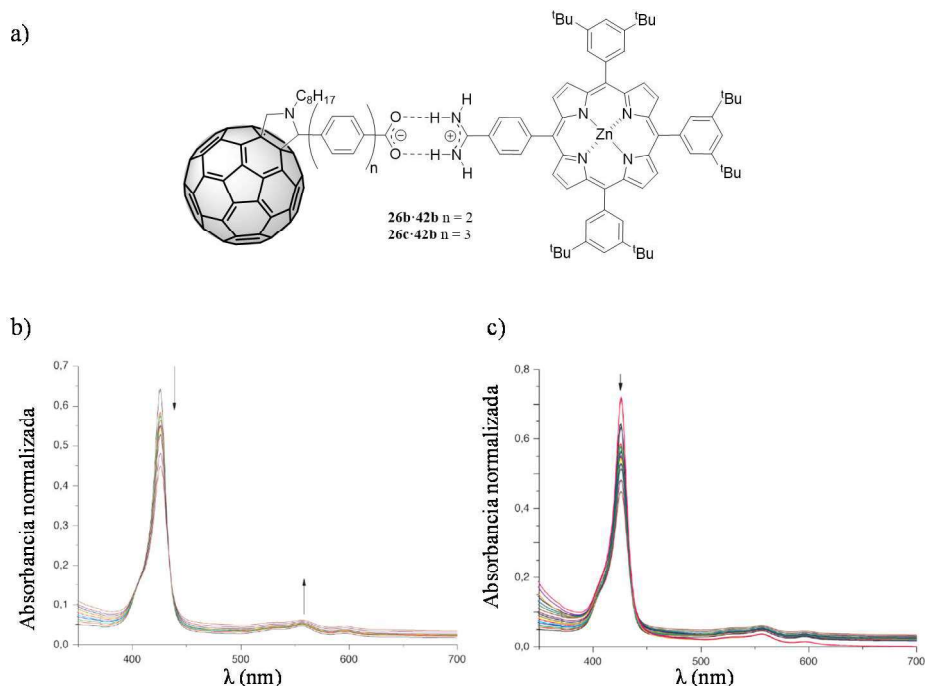 a)
tBu
tBu
C8H17
N
O
O
n
H
H
N
N
H
H
N
N
Zn
N
N
tBu
tBu
tBu
tBu
26b·42b n = 2
26c·42b n = 3
b)
c)
Absorbancia normalizada
0,7
0,6
0,5
0,4
0,3
0,2
0,1
0,0
400
500
600
700
λ (nm)
Absorbancia normalizada
0,8
0,6
0,4
0,2
0,0
400
500
600
700
λ (nm)